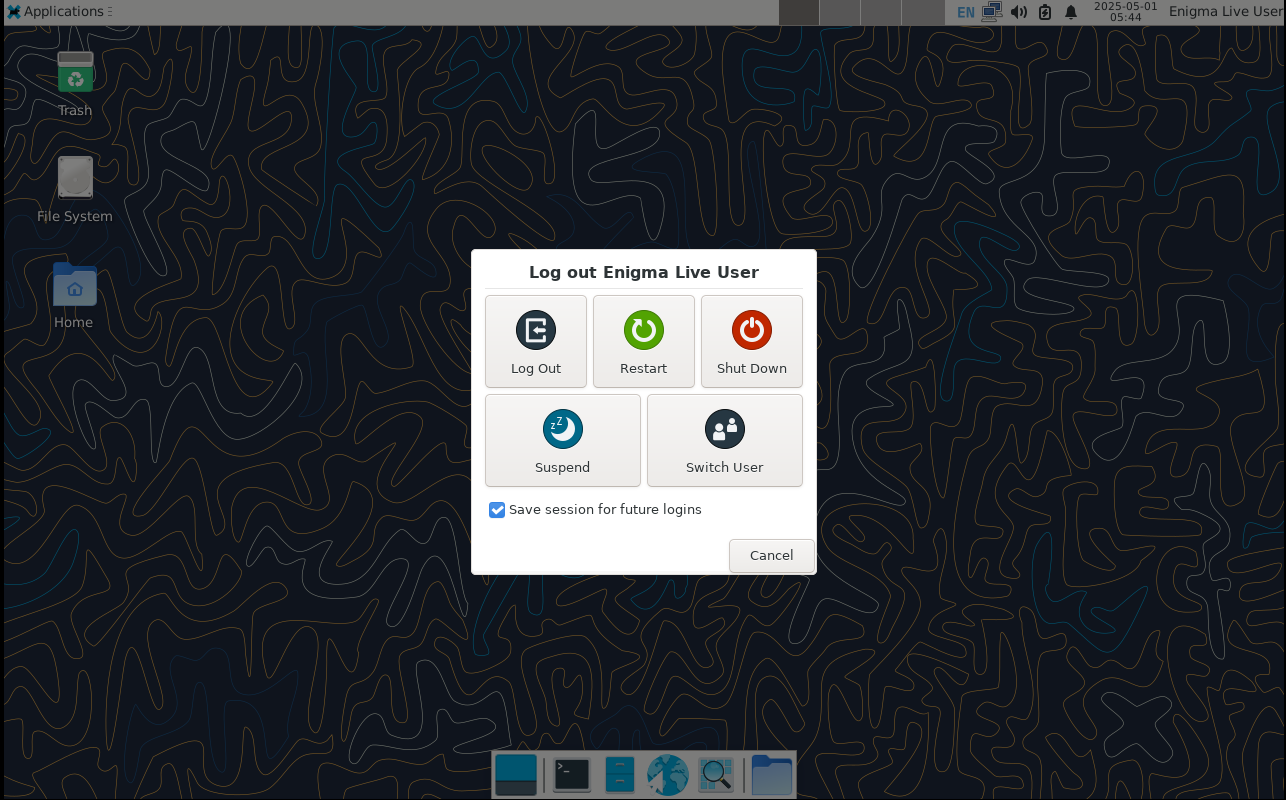 Applications
EN
2025-05-01
05:44
Enigma Live User
Trash
File System
Home
Log out Enigma Live User
Log Out
Restart
Shut Down
zZ
Suspend
Switch User
Save session for future logins
Cancel
>_